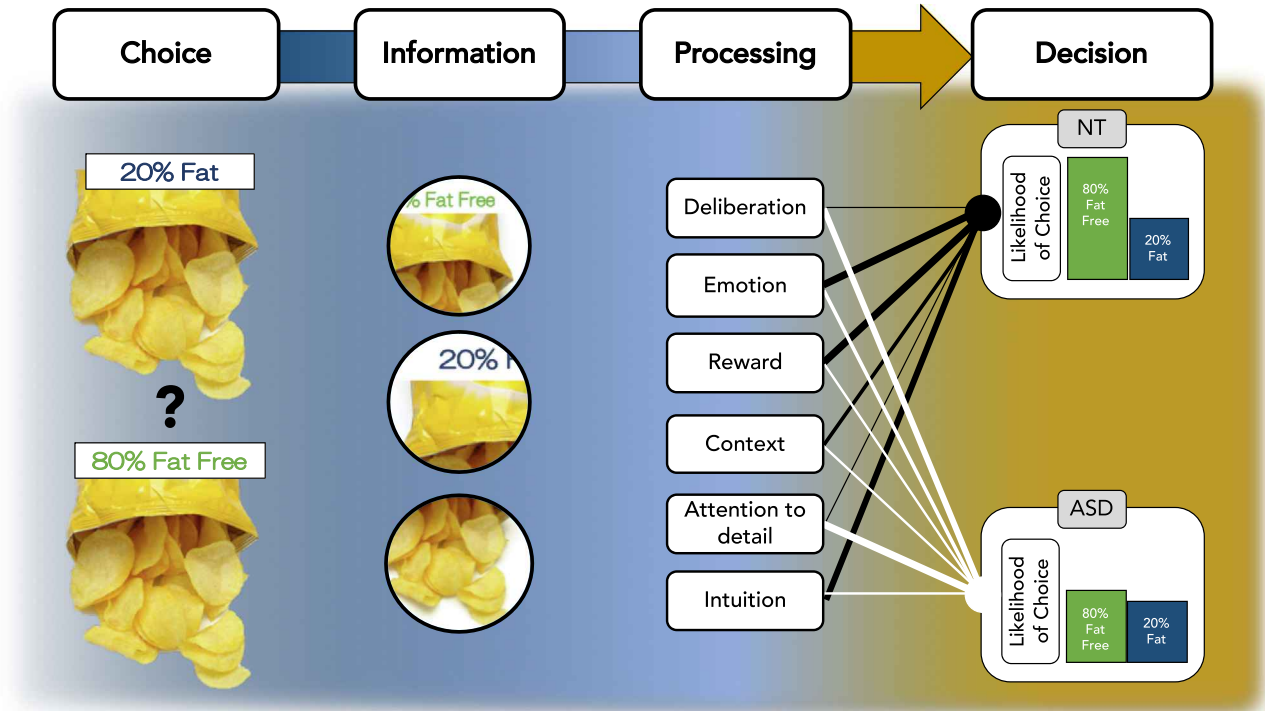 Choice
Information
Processing
Decision
20% Fat
?
80% Fat Free
% Fat Free
20% F
Deliberation
Emotion
Reward
Context
Attention to
detail
Intuition
NT
Likelihood
of Choice
80%
Fat
Free
20%
Fat
ASD
Likelihood
of Choice
80%
Fat
Free
20%
Fat